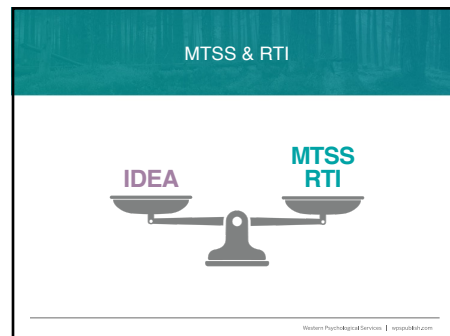 MTSS & RTI
IDEA
MTSS
RTI
Western Psychological Services | wpspublish.com